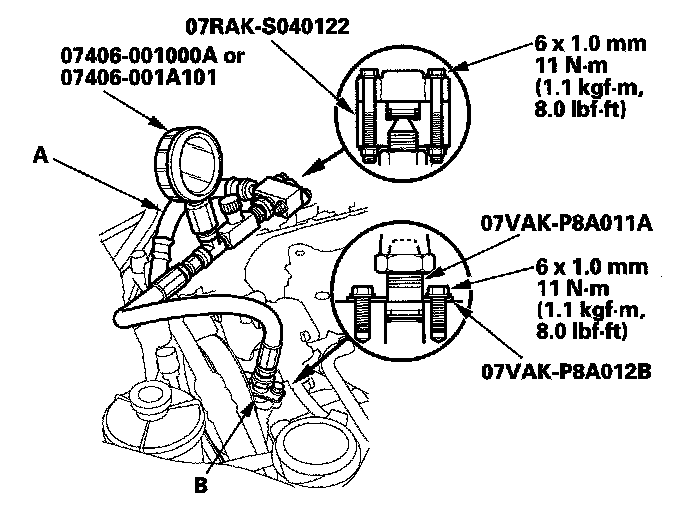 07RAK-S040122
07406-001000A or
07406-001A101
6 x 1.0 mm
11 N·m
(1.1 kgf·m,
8.0 lbf·ft)
A
07VAK-P8A011A
6 x 1.0 mm
11 N·m
(1.1 kgf·m,
8.0 lbf·ft)
07VAK-P8A012B
B